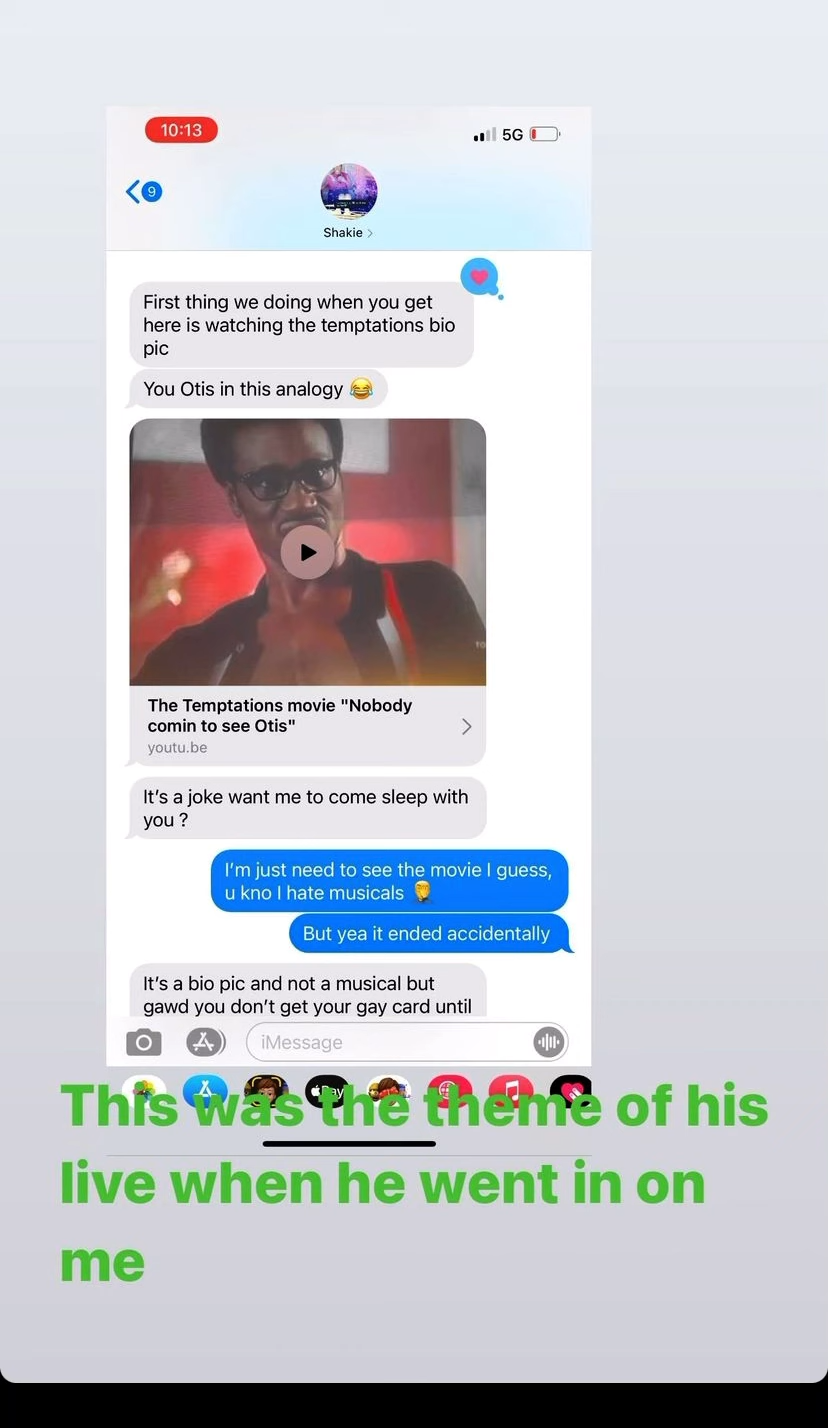 10:13
5G
9
Shakie
First thing we doing when you get
here is watching the temptations bio
pic
You Otis in this analogy 😂
The Temptations movie "Nobody
comin to see Otis"
youtu.be
It's a joke want me to come sleep with
you ?
I'm just need to see the movie I guess,
u kno I hate musicals 🤦
But yea it ended accidentally
It's a bio pic and not a musical but
gawd you don't get your gay card until
iMessage
Pay
This was the theme of his
live when he went in on
me